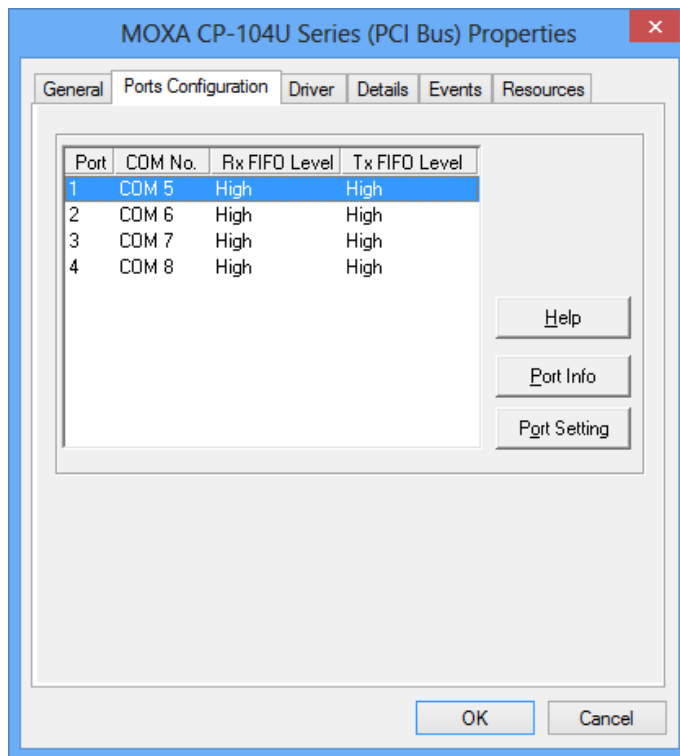 MOXA CP-104U Series (PCI Bus) Properties
General Ports Configuration Driver Details Events Resources
Port COM No. Rx FIFO Level Tx FIFO Level
1 COM 5 High High
2 COM 6 High High
3 COM 7 High High
4 COM 8 High High
Help
Port Info
Port Setting
OK Cancel